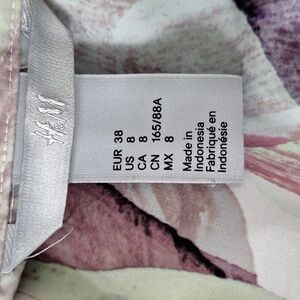 H&M
EUR 38
US 8
CA 8
CN 165/88A
MX 8
Made in
Indonesia
Fabriqué en
Indonésie